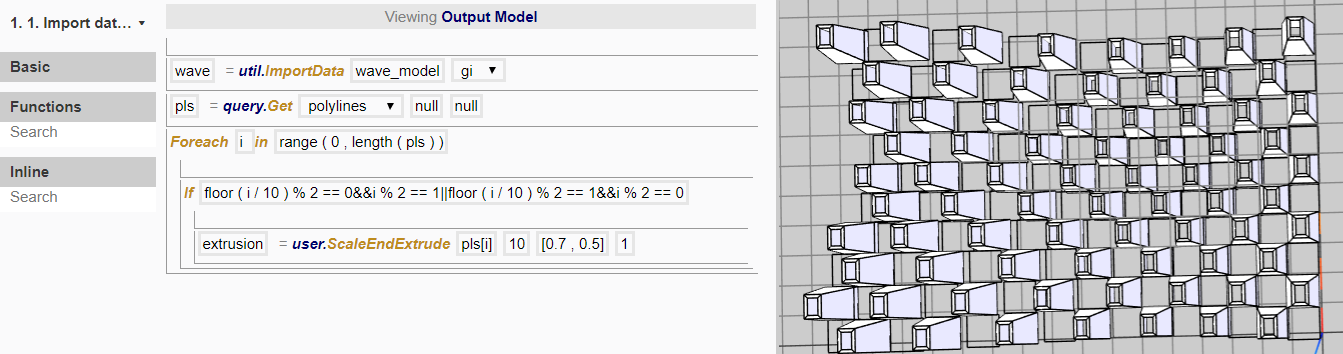 1. 1. Import dat...
Viewing Output Model
Basic
wave = util.ImportData wave_model gi
Functions
Search
pls = query.Get polylines null null
Foreach i in range ( 0 , length ( pls ) )
Inline
Search
If floor ( i / 10 ) % 2 == 0&&i % 2 == 1||floor ( i / 10 ) % 2 == 1&&i % 2 == 0
extrusion = user.ScaleEndExtrude pls[i] 10 [0.7 , 0.5] 1